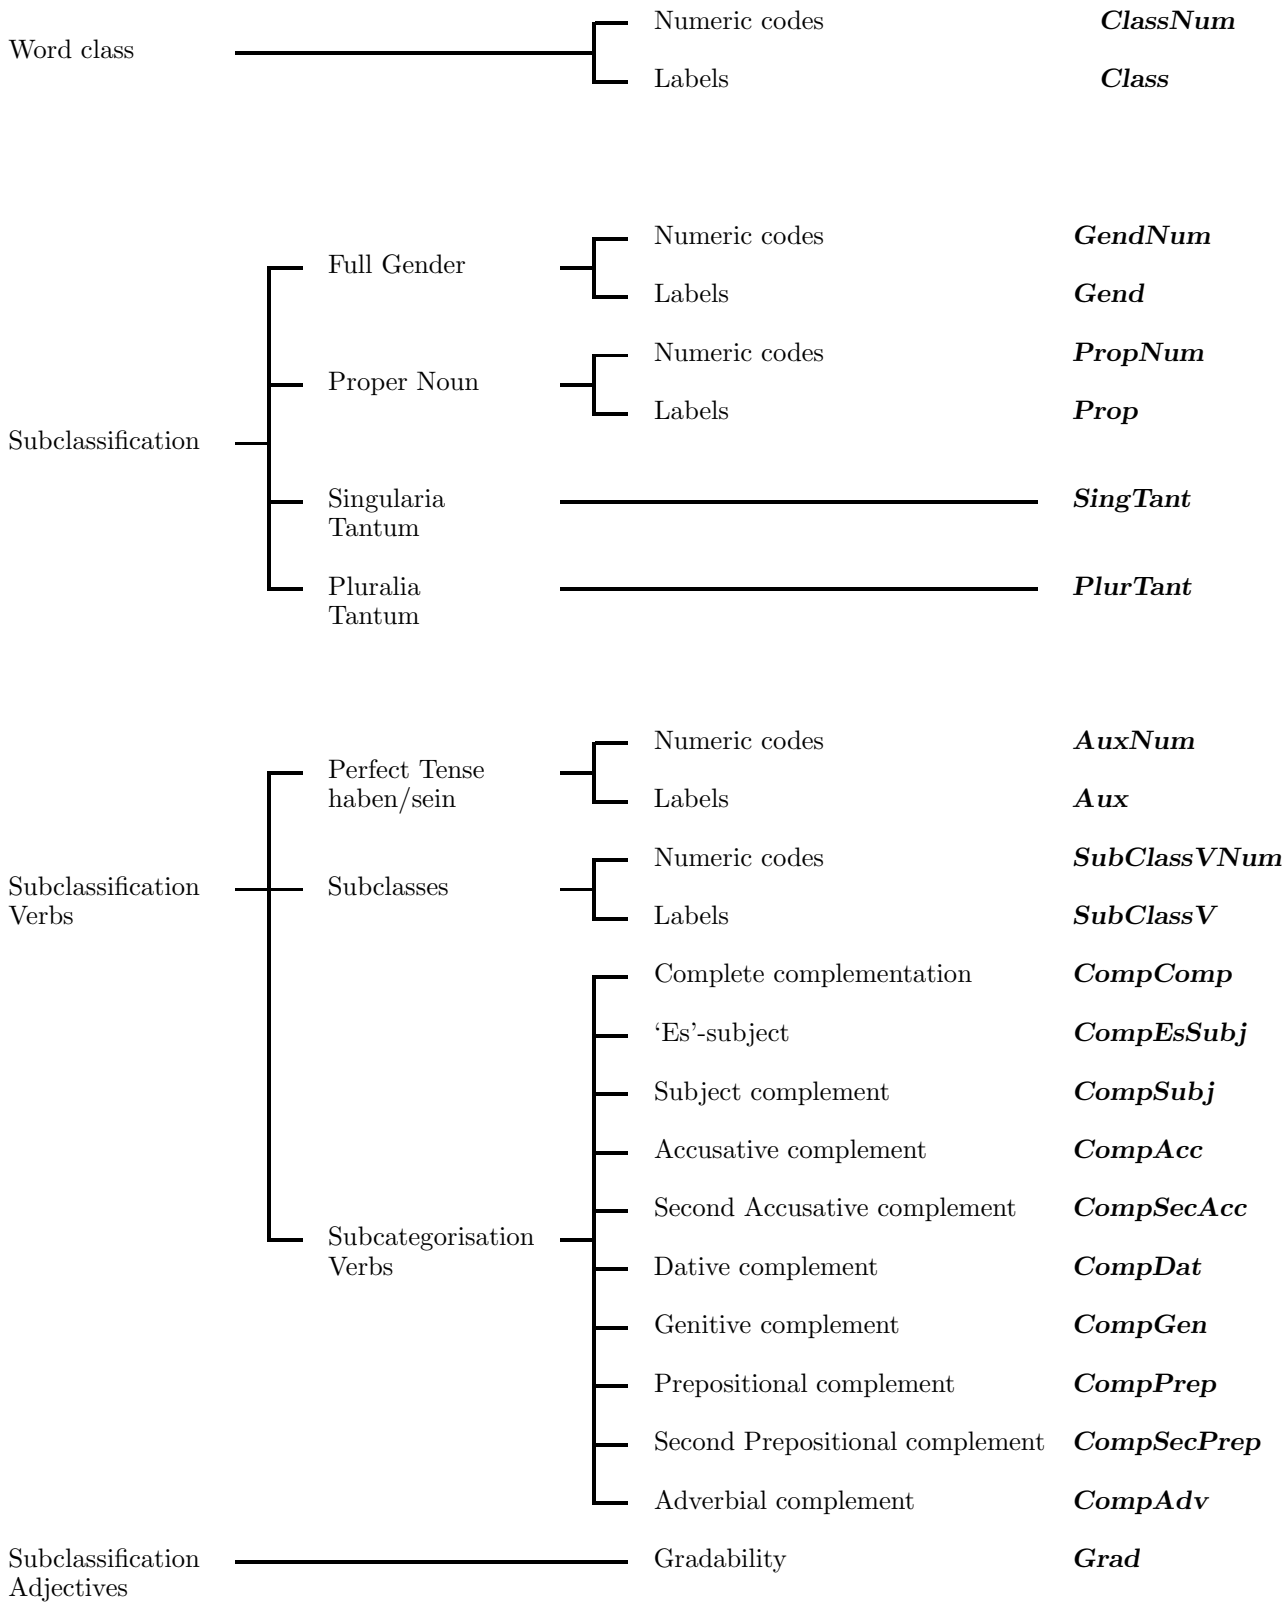 Numeric codes ClassNum
Word class
Labels Class
Numeric codes GendNum
Full Gender
Labels Gend
Numeric codes PropNum
Proper Noun
Labels Prop
Subclassification
Singularia SingTant
Tantum
Pluralia PlurTant
Tantum
Numeric codes AuxNum
Perfect Tense
haben/sein Labels Aux
Numeric codes SubClassVNum
Subclassification Subclasses
Verbs Labels SubClassV
Complete complementation CompComp
‘Es’-subject CompEsSubj
Subject complement CompSubj
Accusative complement CompAcc
Second Accusative complement CompSecAcc
Subcategorisation
Verbs Dative complement CompDat
Genitive complement CompGen
Prepositional complement CompPrep
Second Prepositional complement CompSecPrep
Adverbial complement CompAdv
Subclassification Gradability Grad
Adjectives